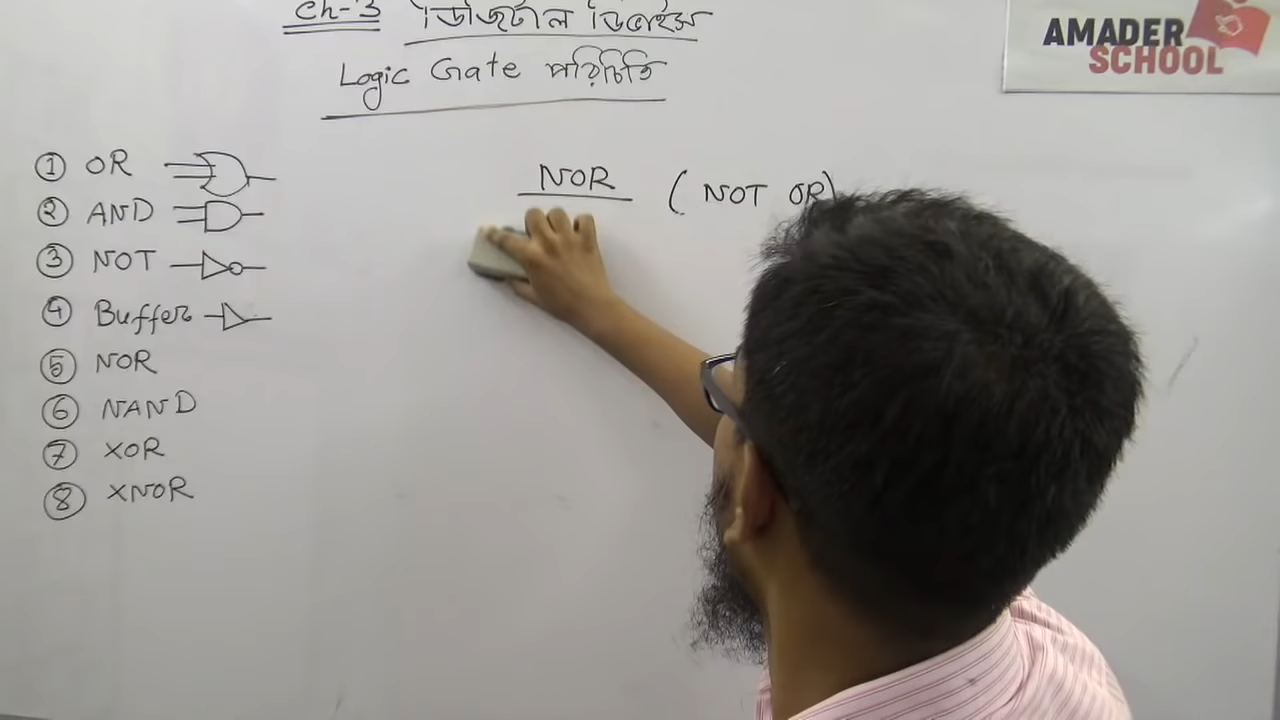 Ch-3 ডিজিটাল ডিভাইস
Logic Gate পরিচিতি
AMADER
SCHOOL
① OR
② AND
③ NOT
④ Buffer
⑤ NOR
⑥ NAND
⑦ XOR
⑧ XNOR
NOR (NOT OR)